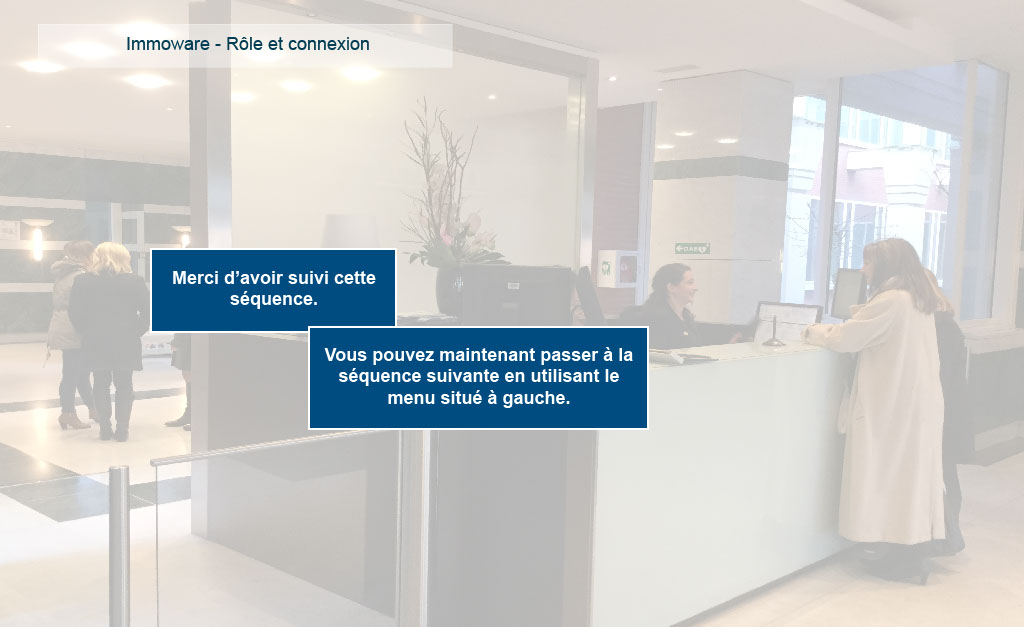 Immoware - Rôle et connexion
Merci d’avoir suivi cette
séquence.
Vous pouvez maintenant passer à la
séquence suivante en utilisant le
menu situé à gauche.